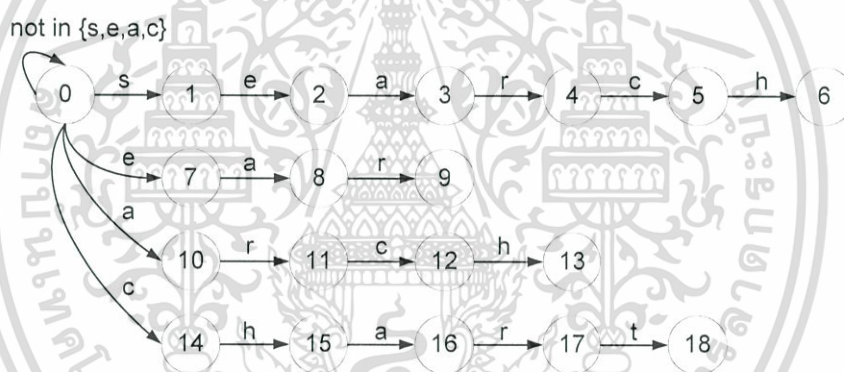 not in {s,e,a,c}
0 s 1 e 2 a 3 r 4 c 5 h 6
e 7 a 8 r 9
a 10 r 11 c 12 h 13
c 14 h 15 a 16 r 17 t 18